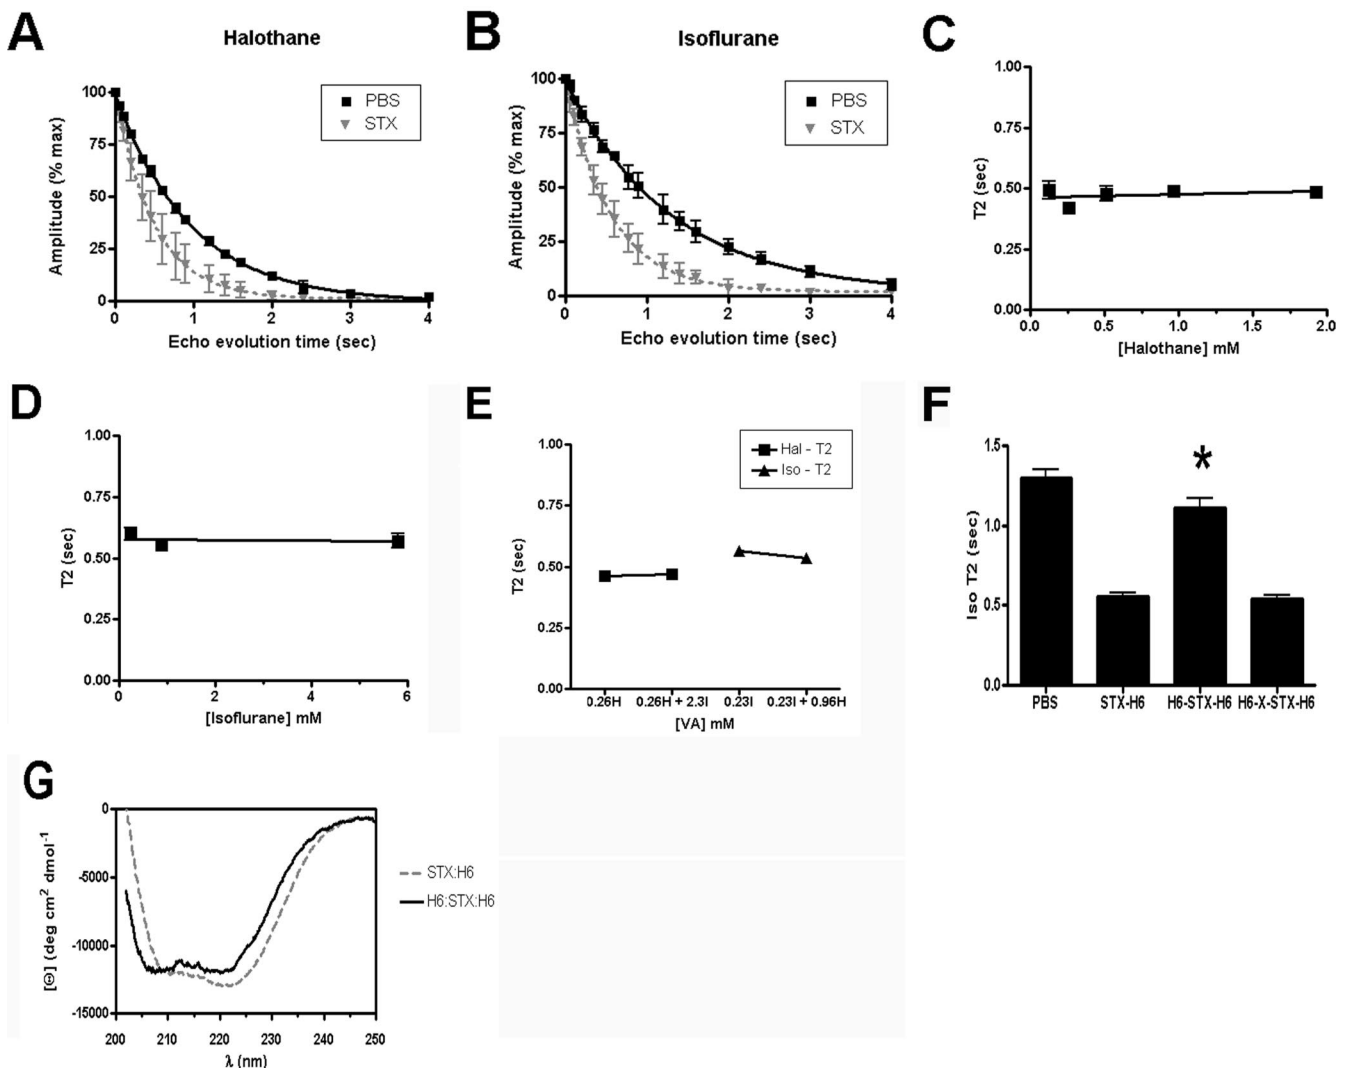 A
Halothane
PBS
STX
Amplitude (% max)
100
75
50
25
0
0 1 2 3 4
Echo evolution time (sec)
B
Isoflurane
PBS
STX
Amplitude (% max)
100
75
50
25
0
0 1 2 3 4
Echo evolution time (sec)
C
T2 (sec)
1.00
0.75
0.50
0.25
0.00
0.0 0.5 1.0 1.5 2.0
[Halothane] mM
D
T2 (sec)
1.00
0.75
0.50
0.25
0.00
0 2 4 6
[Isoflurane] mM
E
Hal - T2
Iso - T2
T2 (sec)
1.00
0.75
0.50
0.25
0.00
0.26H 0.26H + 2.3I 0.23I 0.23I + 0.96H
[VA] mM
F
Iso T2 (sec)
1.5
1.0
0.5
0.0
*
PBS STX-H6 H6-STX-H6 H6-X-STX-H6
G
[Θ] (deg cm² dmol⁻¹
0
-5000
-10000
-15000
200 210 220 230 240 250
λ (nm)
STX:H6
H6:STX:H6